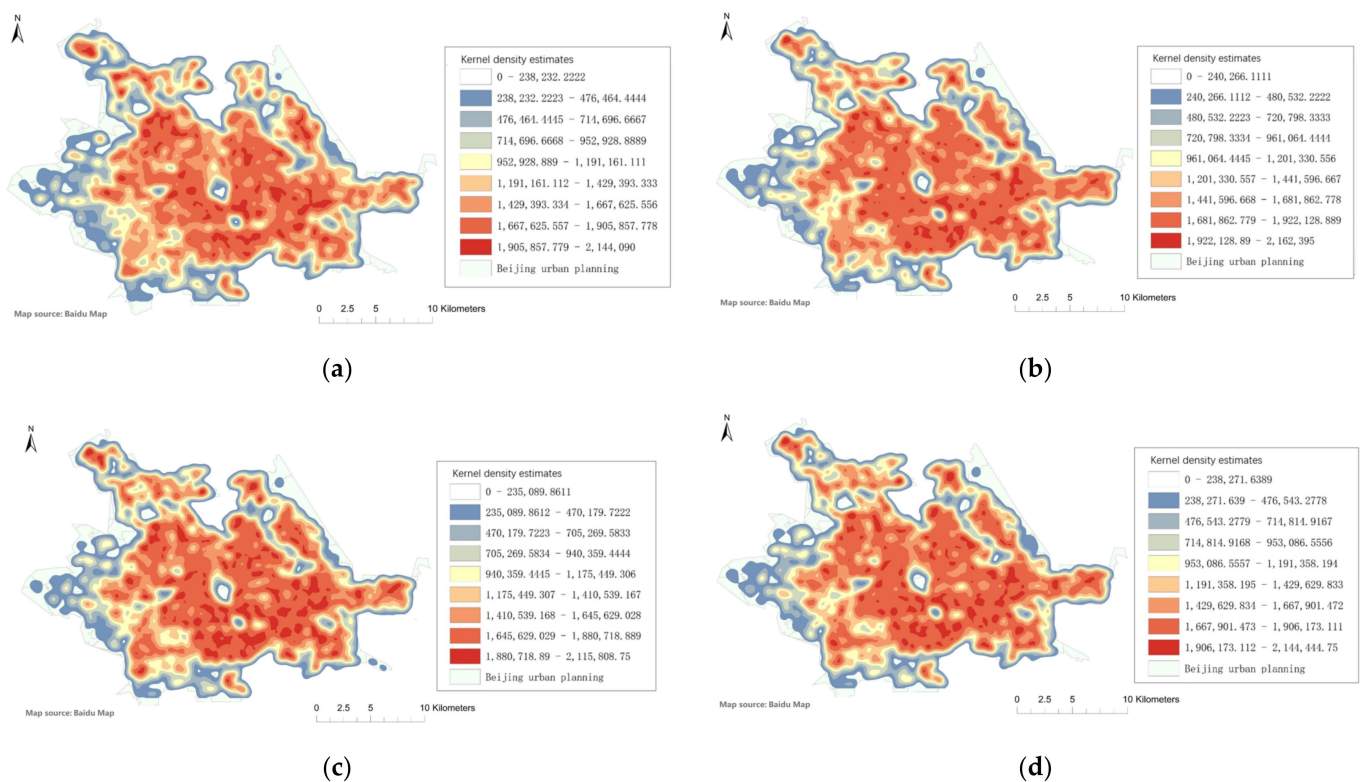 N
Kernel density estimates
0 - 238,232.2222
238,232.2223 - 476,464.4444
476,464.4445 - 714,696.6667
714,696.6668 - 952,928.8889
952,928.889 - 1,191,161.111
1,191,161.112 - 1,429,393.333
1,429,393.334 - 1,667,625.556
1,667,625.557 - 1,905,857.778
1,905,857.779 - 2,144,090
Beijing urban planning
Map source: Baidu Map
0 2.5 5 10 Kilometers
(a)
N
Kernel density estimates
0 - 240,266.1111
240,266.1112 - 480,532.2222
480,532.2223 - 720,798.3333
720,798.3334 - 961,064.4444
961,064.4445 - 1,201,330.556
1,201,330.557 - 1,441,596.667
1,441,596.668 - 1,681,862.778
1,681,862.779 - 1,922,128.889
1,922,128.89 - 2,162,395
Beijing urban planning
Map source: Baidu Map
0 2.5 5 10 Kilometers
(b)
N
Kernel density estimates
0 - 235,089.8611
235,089.8612 - 470,179.7222
470,179.7223 - 705,269.5833
705,269.5834 - 940,359.4444
940,359.4445 - 1,175,449.306
1,175,449.307 - 1,410,539.167
1,410,539.168 - 1,645,629.028
1,645,629.029 - 1,880,718.889
1,880,718.89 - 2,115,808.75
Beijing urban planning
Map source: Baidu Map
0 2.5 5 10 Kilometers
(c)
N
Kernel density estimates
0 - 238,271.6389
238,271.639 - 476,543.2778
476,543.2779 - 714,814.9167
714,814.9168 - 953,086.5556
953,086.5557 - 1,191,358.194
1,191,358.195 - 1,429,629.833
1,429,629.834 - 1,667,901.472
1,667,901.473 - 1,906,173.111
1,906,173.112 - 2,144,444.75
Beijing urban planning
Map source: Baidu Map
0 2.5 5 10 Kilometers
(d)